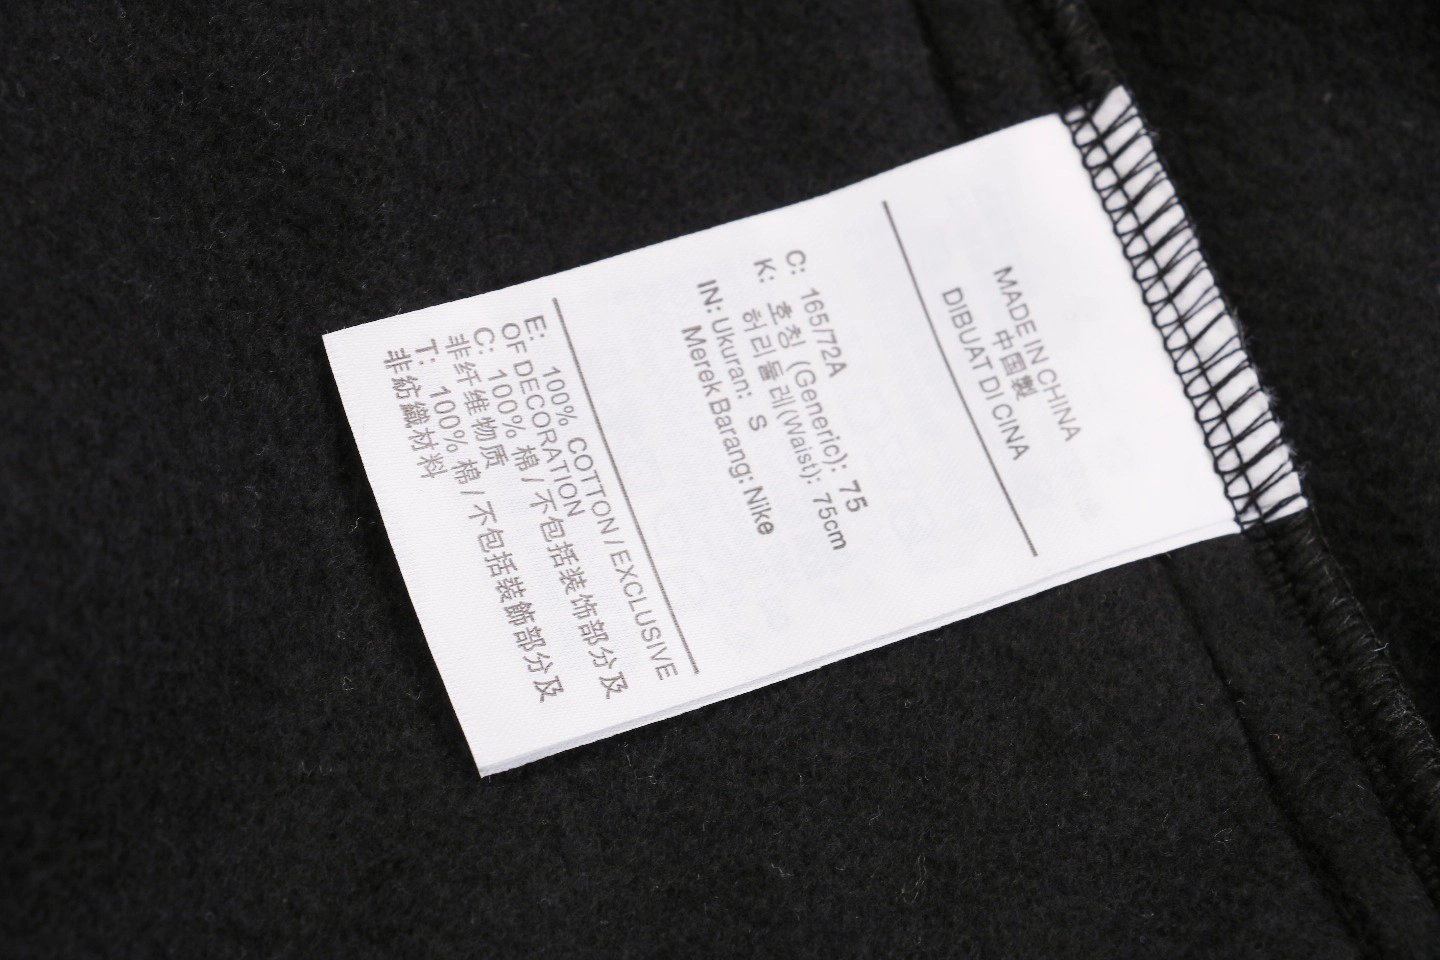 MADE IN CHINA
中国製
DIBUAT DI CINA
C: 165/72A
K: 호칭 (Generic): 75
허리둘레(Waist): 75cm
IN: Ukuran: S
Merek Barang: Nike
E: 100% COTTON / EXCLUSIVE
OF DECORATION
C: 100% 棉/不包括装饰部分及
非纤维物质
T: 100% 棉/不包括裝飾部分及
非紡織材料